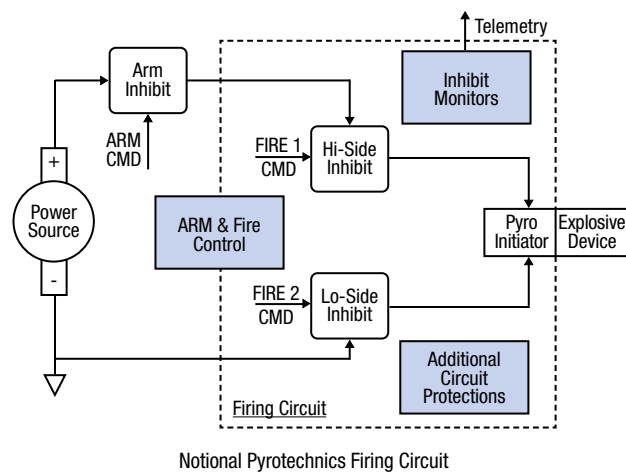 Telemetry
Arm
Inhibit
Inhibit
Monitors
ARM
CMD
FIRE 1
CMD
Hi-Side
Inhibit
+
Power
Source
-
ARM & Fire
Control
Pyro
Initiator
Explosive
Device
FIRE 2
CMD
Lo-Side
Inhibit
Additional
Circuit
Protections
Firing Circuit
Notional Pyrotechnics Firing Circuit